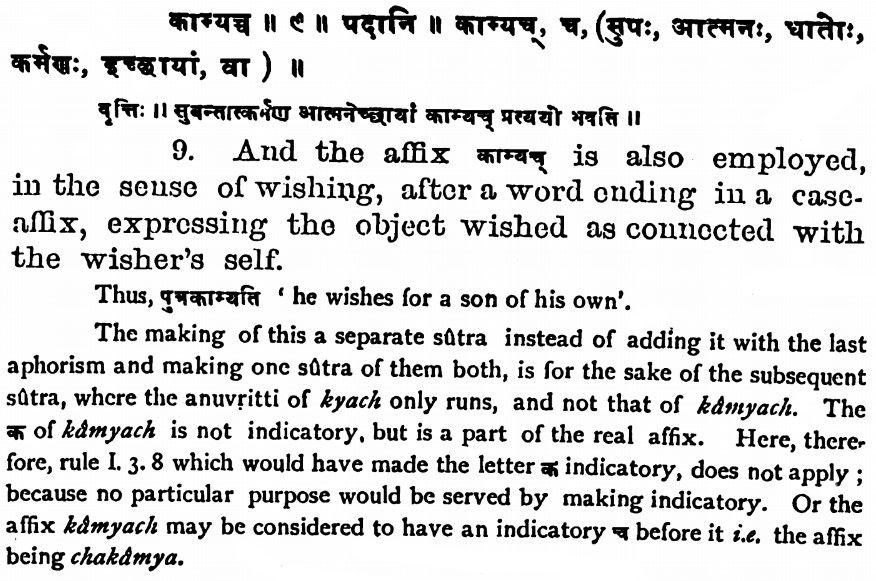 काम्यच्च ॥ ९ ॥ पदानि ॥ काम्यच्, च, (सुपः, आत्मनः, धातोः,
कर्मणः, इच्छायां, वा ) ॥
वृत्तिः ॥ सुबन्तात्कर्मण आत्मनेच्छायां काम्यच् प्रत्ययो भवति ॥
9. And the affix काम्यच् is also employed,
in the sense of wishing, after a word ending in a case-
affix, expressing the object wished as connected with
the wisher's self.
Thus, पुत्रकाम्यति ' he wishes for a son of his own'.
The making of this a separate sûtra instead of adding it with the last
aphorism and making one sûtra of them both, is for the sake of the subsequent
sûtra, where the anuvṛitti of kyach only runs, and not that of kâmyach. The
क of kâmyach is not indicatory, but is a part of the real affix. Here, there-
fore, rule I. 3. 8 which would have made the letter क indicatory, does not apply ;
because no particular purpose would be served by making indicatory. Or the
affix kâmyach may be considered to have an indicatory च before it i.e. the affix
being chakâmya.